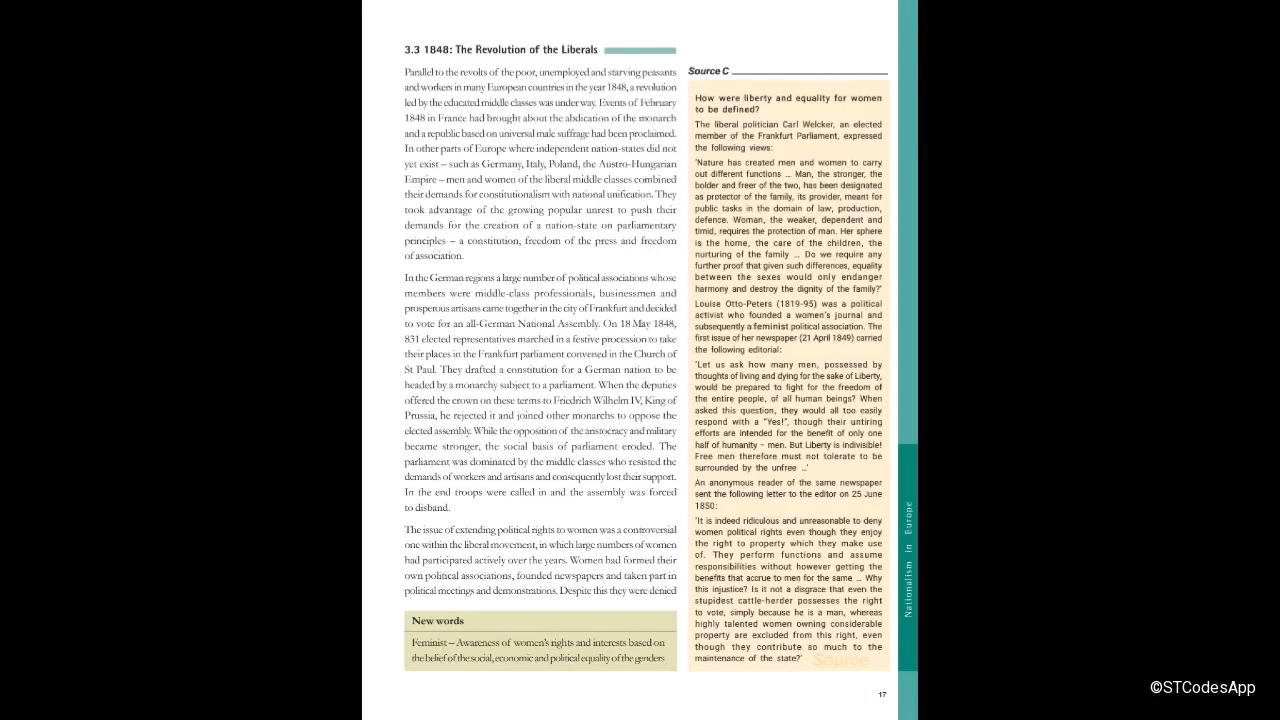 3.3 1848: The Revolution of the Liberals
Parallel to the revolts of the poor, unemployed and starving peasants
and workers in many European countries in the year 1848, a revolution
led by the educated middle classes was under way. Events of February
1848 in France had brought about the abdication of the monarch
and a republic based on universal male suffrage had been proclaimed.
In other parts of Europe where independent nation-states did not
yet exist – such as Germany, Italy, Poland, the Austro-Hungarian
Empire – men and women of the liberal middle classes combined
their demands for constitutionalism with national unification. They
took advantage of the growing popular unrest to push their
demands for the creation of a nation-state on parliamentary
principles – a constitution, freedom of the press and freedom
of association.
In the German regions a large number of political associations whose
members were middle-class professionals, businessmen and
prosperous artisans came together in the city of Frankfurt and decided
to vote for an all-German National Assembly. On 18 May 1848,
831 elected representatives marched in a festive procession to take
their places in the Frankfurt parliament convened in the Church of
St Paul. They drafted a constitution for a German nation to be
headed by a monarchy subject to a parliament. When the deputies
offered the crown on these terms to Friedrich Wilhelm IV, King of
Prussia, he rejected it and joined other monarchs to oppose the
elected assembly. While the opposition of the aristocracy and military
became stronger, the social basis of parliament eroded. The
parliament was dominated by the middle classes who resisted the
demands of workers and artisans and consequently lost their support.
In the end troops were called in and the assembly was forced
to disband.
The issue of extending political rights to women was a controversial
one within the liberal movement, in which large numbers of women
had participated actively over the years. Women had formed their
own political associations, founded newspapers and taken part in
political meetings and demonstrations. Despite this they were denied
New words
Feminist – Awareness of women's rights and interests based on
the belief of the social, economic and political equality of the genders
Source C
How were liberty and equality for women
to be defined?
The liberal politician Carl Welcker, an elected
member of the Frankfurt Parliament, expressed
the following views:
'Nature has created men and women to carry
out different functions … Man, the stronger, the
bolder and freer of the two, has been designated
as protector of the family, its provider, meant for
public tasks in the domain of law, production,
defence. Woman, the weaker, dependent and
timid, requires the protection of man. Her sphere
is the home, the care of the children, the
nurturing of the family … Do we require any
further proof that given such differences, equality
between the sexes would only endanger
harmony and destroy the dignity of the family?'
Louise Otto-Peters (1819-95) was a political
activist who founded a women's journal and
subsequently a feminist political association. The
first issue of her newspaper (21 April 1849) carried
the following editorial:
'Let us ask how many men, possessed by
thoughts of living and dying for the sake of Liberty,
would be prepared to fight for the freedom of
the entire people, of all human beings? When
asked this question, they would all too easily
respond with a "Yes!", though their untiring
efforts are intended for the benefit of only one
half of humanity – men. But Liberty is indivisible!
Free men therefore must not tolerate to be
surrounded by the unfree …'
An anonymous reader of the same newspaper
sent the following letter to the editor on 25 June
1850:
'It is indeed ridiculous and unreasonable to deny
women political rights even though they enjoy
the right to property which they make use
of. They perform functions and assume
responsibilities without however getting the
benefits that accrue to men for the same … Why
this injustice? Is it not a disgrace that even the
stupidest cattle-herder possesses the right
to vote, simply because he is a man, whereas
highly talented women owning considerable
property are excluded from this right, even
though they contribute so much to the
maintenance of the state?'
Source
Nationalism in Europe
17
©STCodesApp